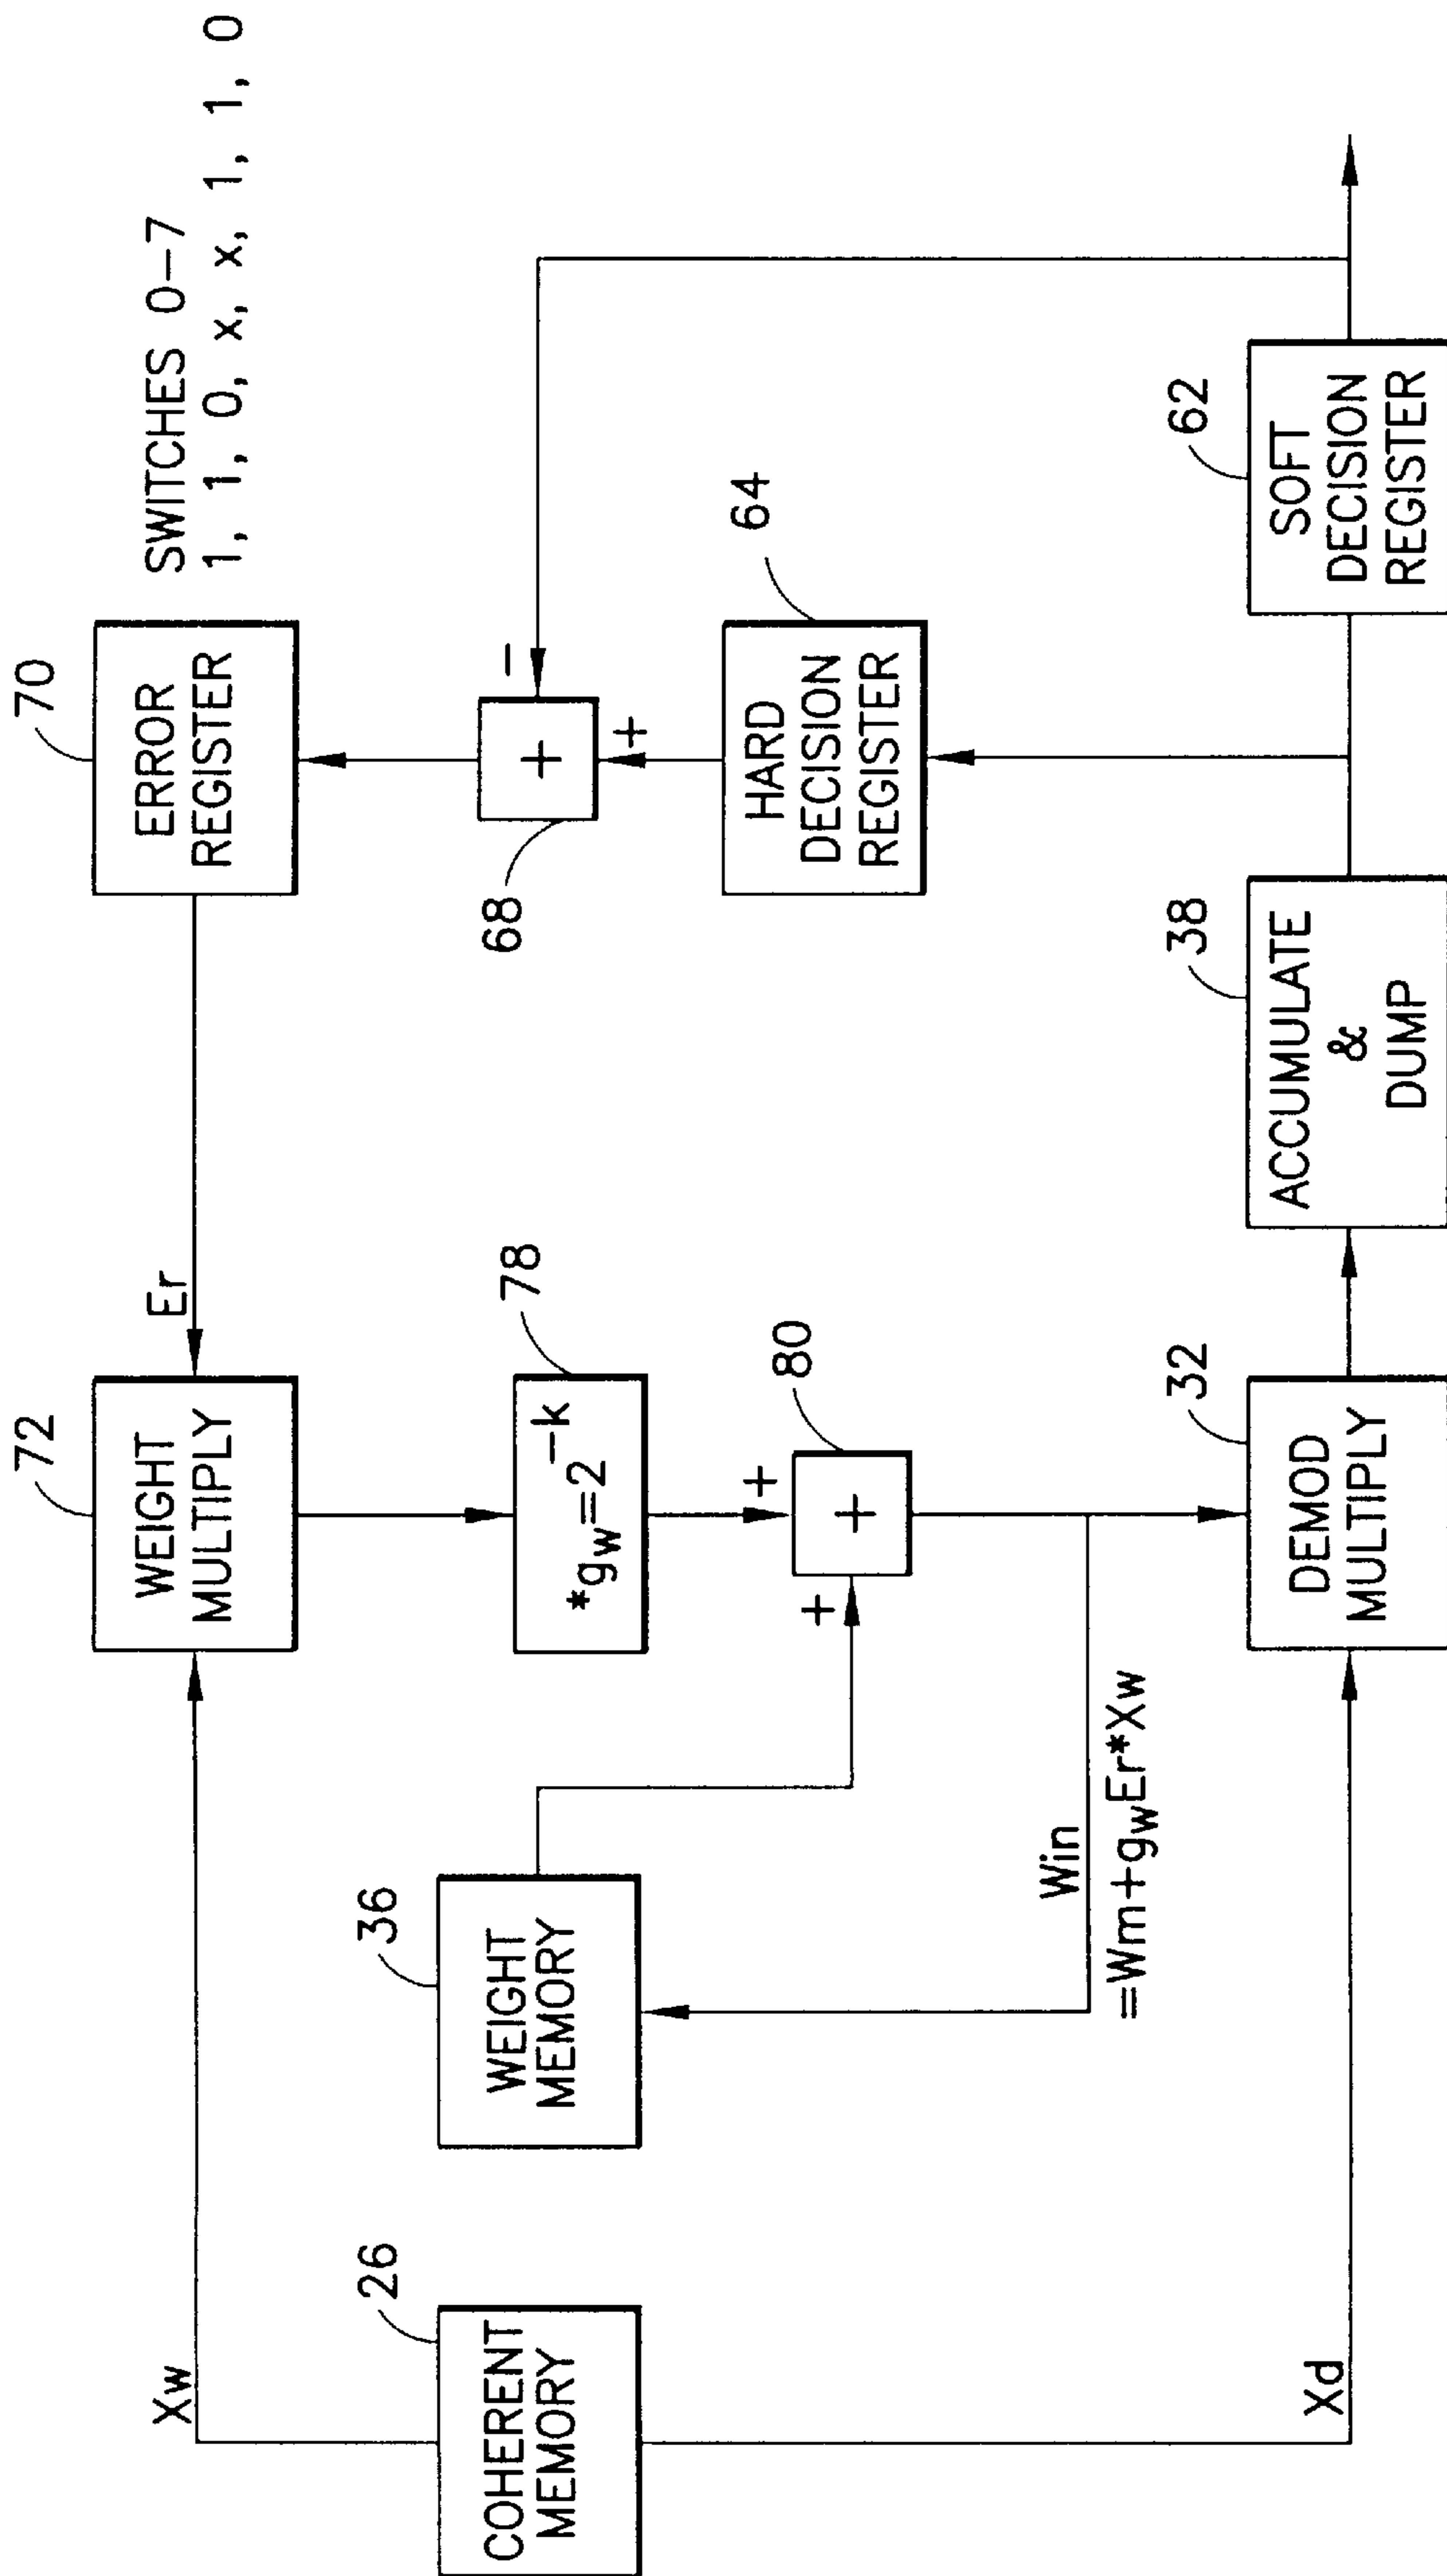 SWITCHES 0-7
1, 1, 0, x, x, 1, 1, 0
70
ERROR
REGISTER
Er
72
WEIGHT
MULTIPLY
Xw
26
COHERENT
MEMORY
36
WEIGHT
MEMORY
78
*gw=2^-k
80
+
+
+
Win
=Wm+gwEr*Xw
68
+
-
+
64
HARD
DECISION
REGISTER
Xd
32
DEMOD
MULTIPLY
38
ACCUMULATE
&
DUMP
62
SOFT
DECISION
REGISTER